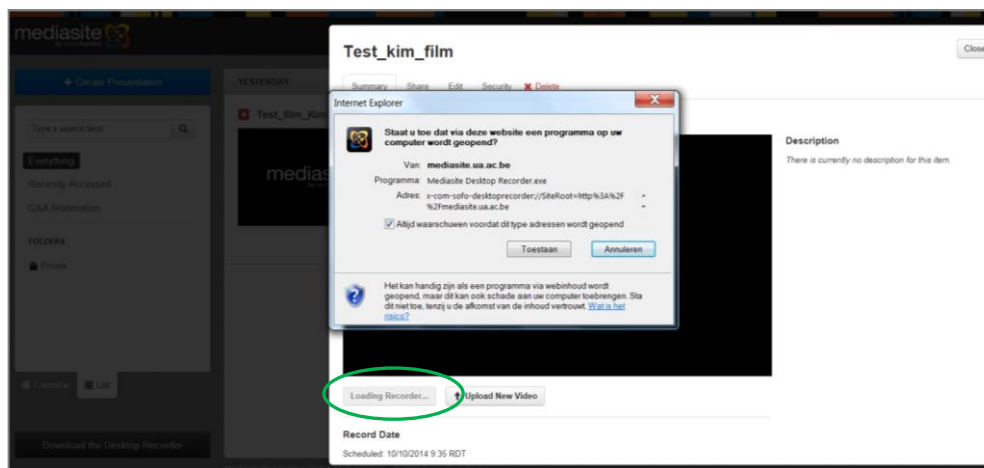 mediasite
Test_kim_film
Close
+ Create Presentation
YESTERDAY
Summary Share Edit Security ✖ Delete
Internet Explorer
Test_film_Kim
Type a search term
Staat u toe dat via deze website een programma op uw
computer wordt geopend?
Description
Everything
Van: mediasite.ua.ac.be
There is currently no description for this item.
Recently Accessed
Programma: Mediasite Desktop Recorder.exe
Q&A Moderation
Adres: x-com-sofo-desktoprecorder://SiteRoot=http%3A%2F
%2Fmediasite.ua.ac.be
Altijd waarschuwen voordat dit type adressen wordt geopend
FOLDERS
Private
Toestaan Annuleren
Het kan handig zijn als een programma via webinhoud wordt
geopend, maar dit kan ook schade aan uw computer toebrengen. Sta
dit niet toe, tenzij u de afkomst van de inhoud vertrouwt. Wat is het
risico?
Calendar List
Loading Recorder... Upload New Video
Record Date
Download the Desktop Recorder
Scheduled: 10/10/2014 9:35 RDT